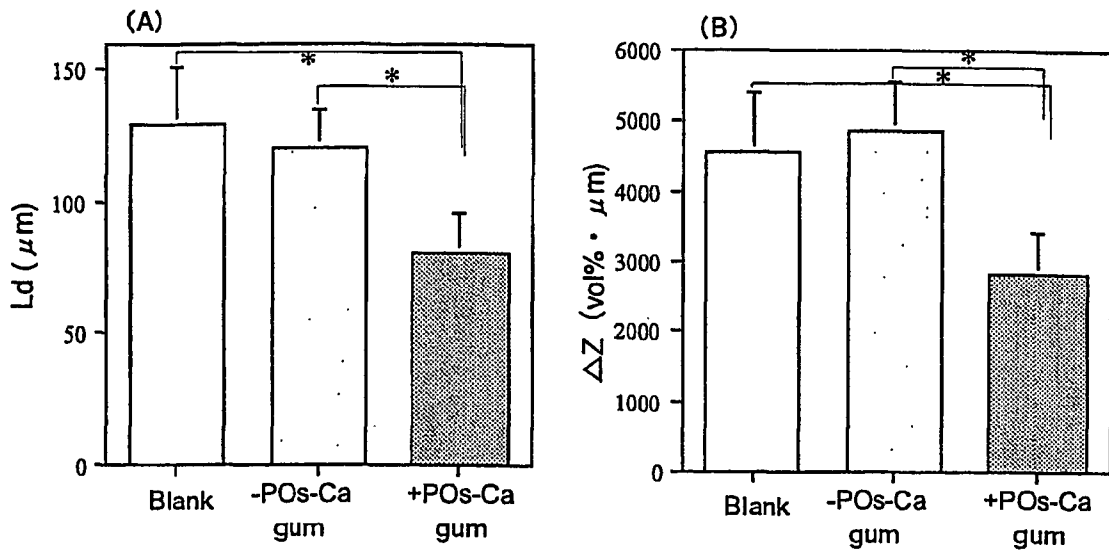 (A)
Ld (μm)
150
100
50
0
*
*
Blank
-POs-Ca
gum
+POs-Ca
gum
(B)
ΔZ (vol%・μm)
6000
5000
4000
3000
2000
1000
0
*
*
Blank
-POs-Ca
gum
+POs-Ca
gum